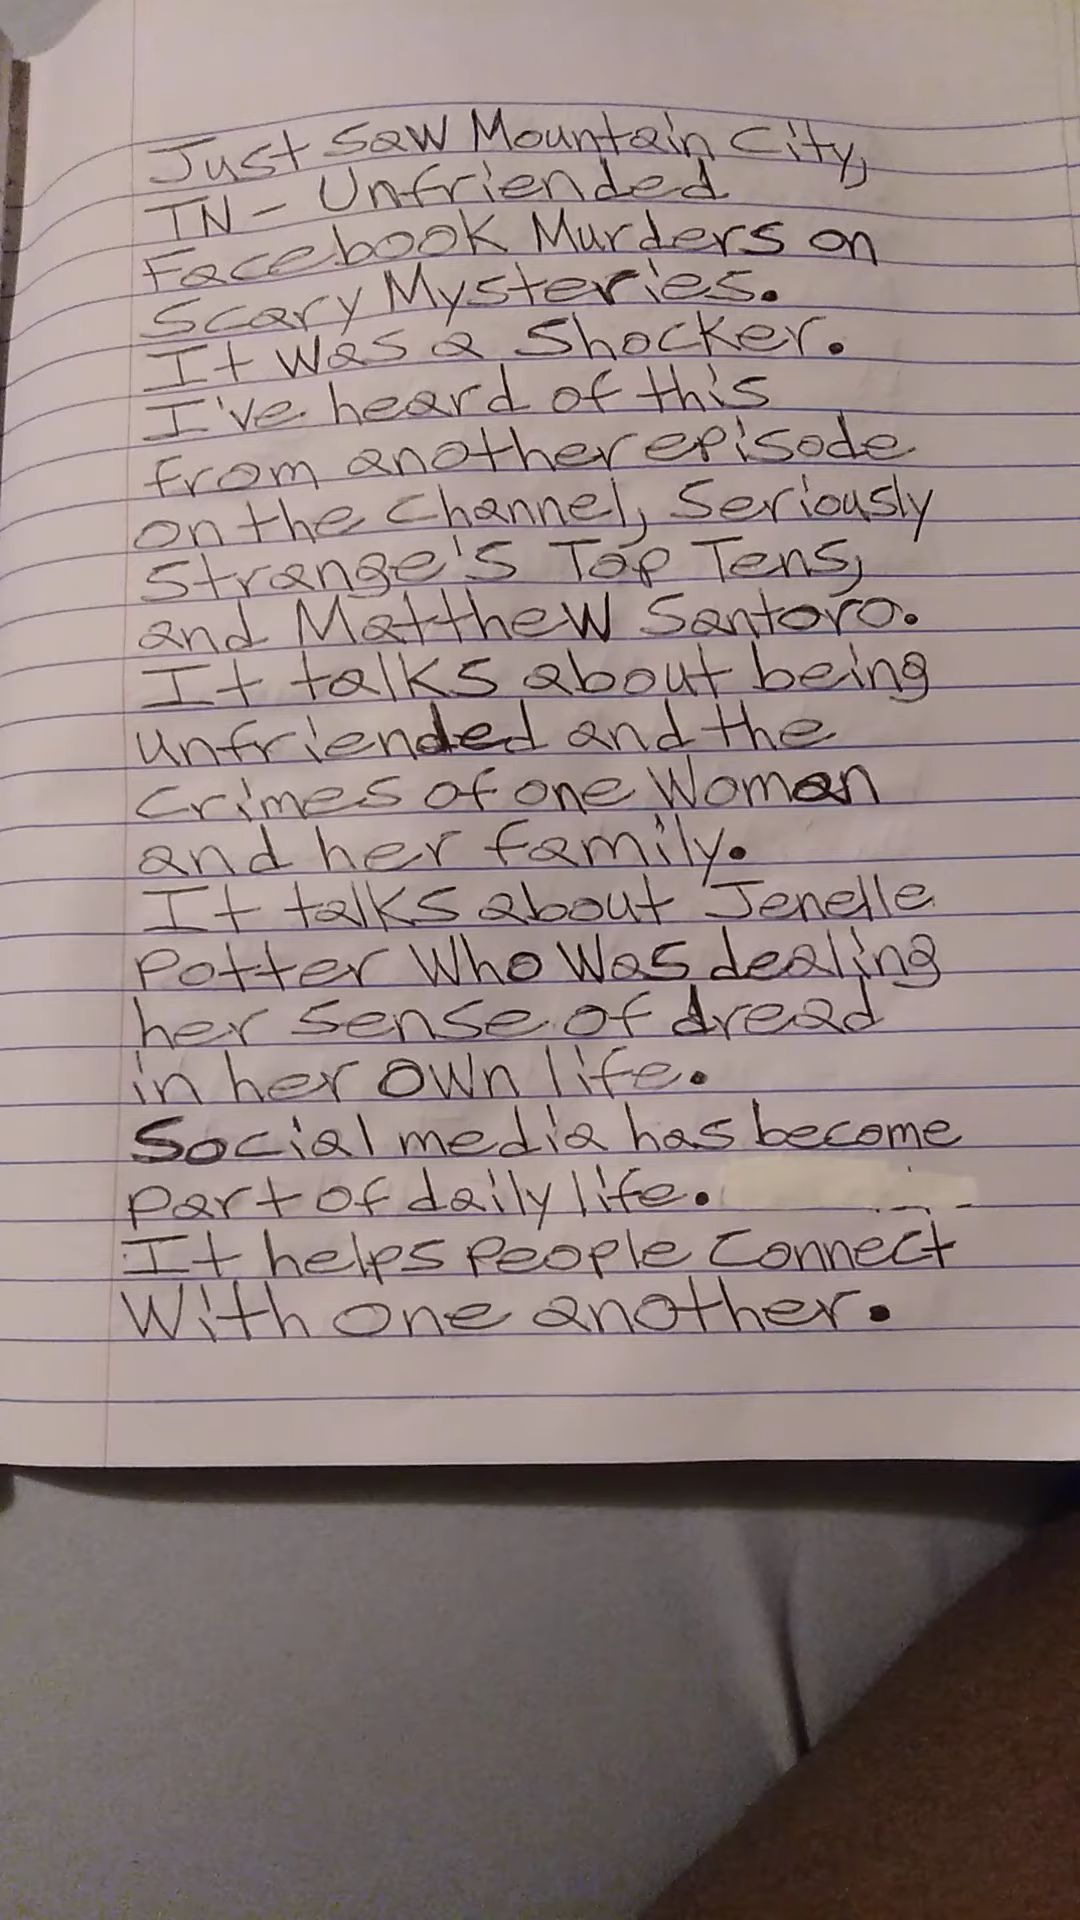 Just Saw Mountain City,
TN - Unfriended
Facebook Murders on
Scary Mysteries.
It Was a Shocker.
I've heard of this
from another episode
on the Channel, Seriously
Strange's Top Tens,
and Matthew Santoro.
It talks about being
unfriended and the
Crimes of one Woman
and her family.
It talks about Jenelle
Potter Who Was dealing
her sense of dread
in her own life.
Social media has become
part of daily life.
It helps People Connect
With one another.